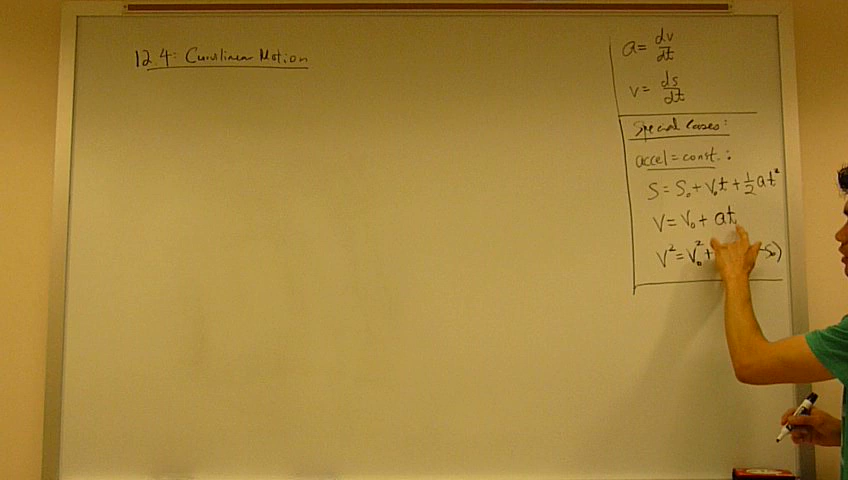 12.4: Curvilinear Motion
a = dv/dt
v = ds/dt
Special Cases:
accel = const.:
S = S₀ + V₀t + ½at²
V = V₀ + at
V² = V₀² + -S₀)